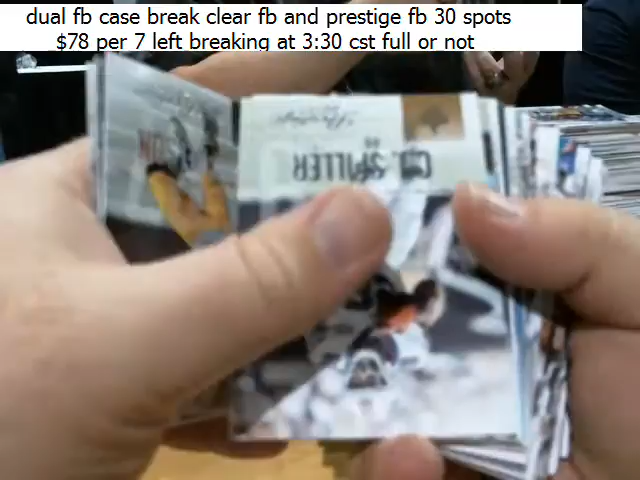 dual fb case break clear fb and prestige fb 30 spots
$78 per 7 left breaking at 3:30 cst full or not
C.J. SPILLER